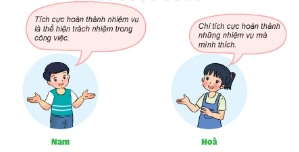 Tích cực hoàn thành nhiệm vụ
là thể hiện trách nhiệm trong
công việc.
Chỉ tích cực hoàn thành
những nhiệm vụ mà
mình thích.
Nam
Hoà